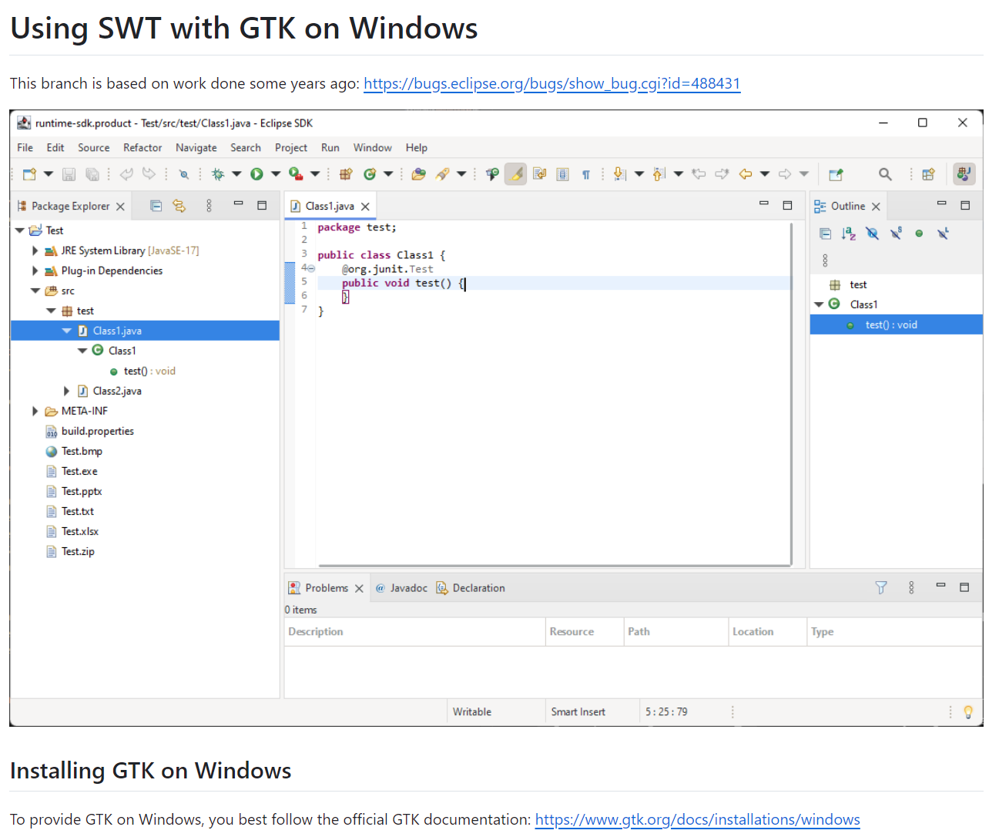 Using SWT with GTK on Windows
This branch is based on work done some years ago: https://bugs.eclipse.org/bugs/show_bug.cgi?id=488431
runtime-sdk.product - Test/src/test/Class1.java - Eclipse SDK
File Edit Source Refactor Navigate Search Project Run Window Help
Package Explorer
Test
JRE System Library [JavaSE-17]
Plug-in Dependencies
src
test
Class1.java
Class1
test() : void
Class2.java
META-INF
build.properties
Test.bmp
Test.exe
Test.pptx
Test.txt
Test.xlsx
Test.zip
Class1.java
1 package test;
2
3 public class Class1 {
4 @org.junit.Test
5 public void test() {
6 }
7 }
Outline
test
Class1
test() : void
Problems @ Javadoc Declaration
0 items
Description Resource Path Location Type
Writable Smart Insert 5 : 25 : 79
Installing GTK on Windows
To provide GTK on Windows, you best follow the official GTK documentation: https://www.gtk.org/docs/installations/windows